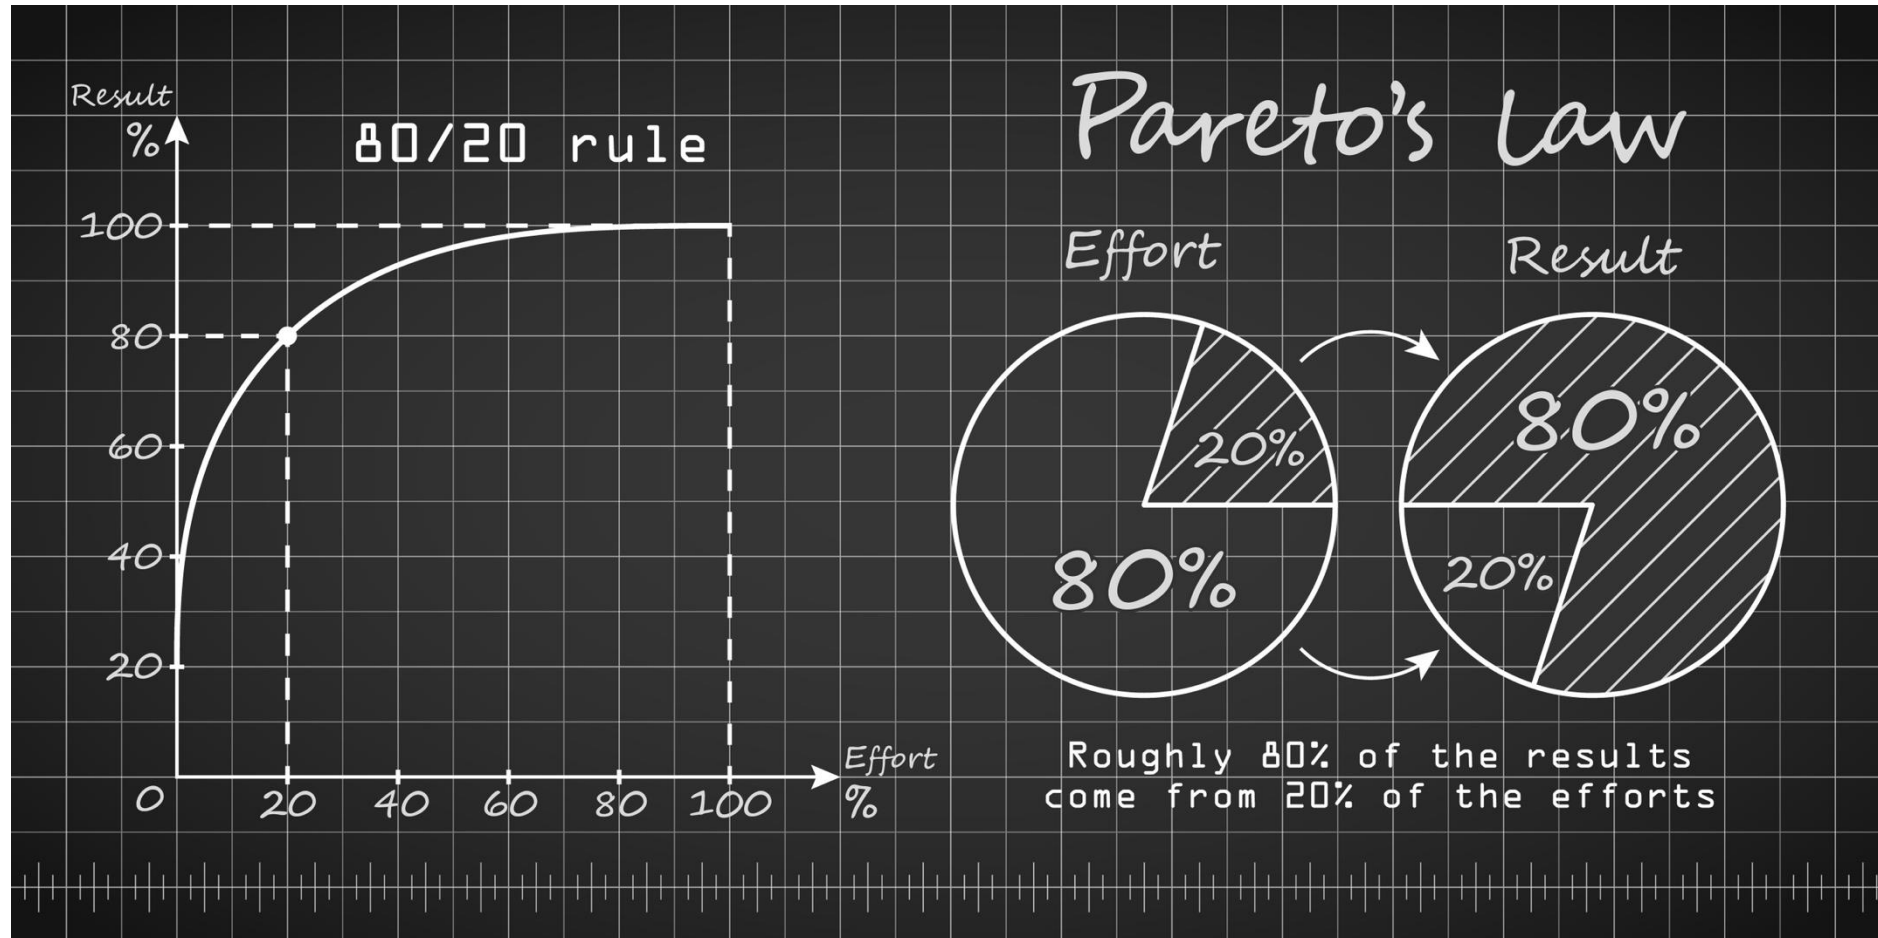 Result
%
80/20 rule
100
80
60
40
20
0
20 40 60 80 100
Effort
%
Pareto's Law
Effort Result
20%
80%
80%
20%
Roughly 80% of the results
come from 20% of the efforts